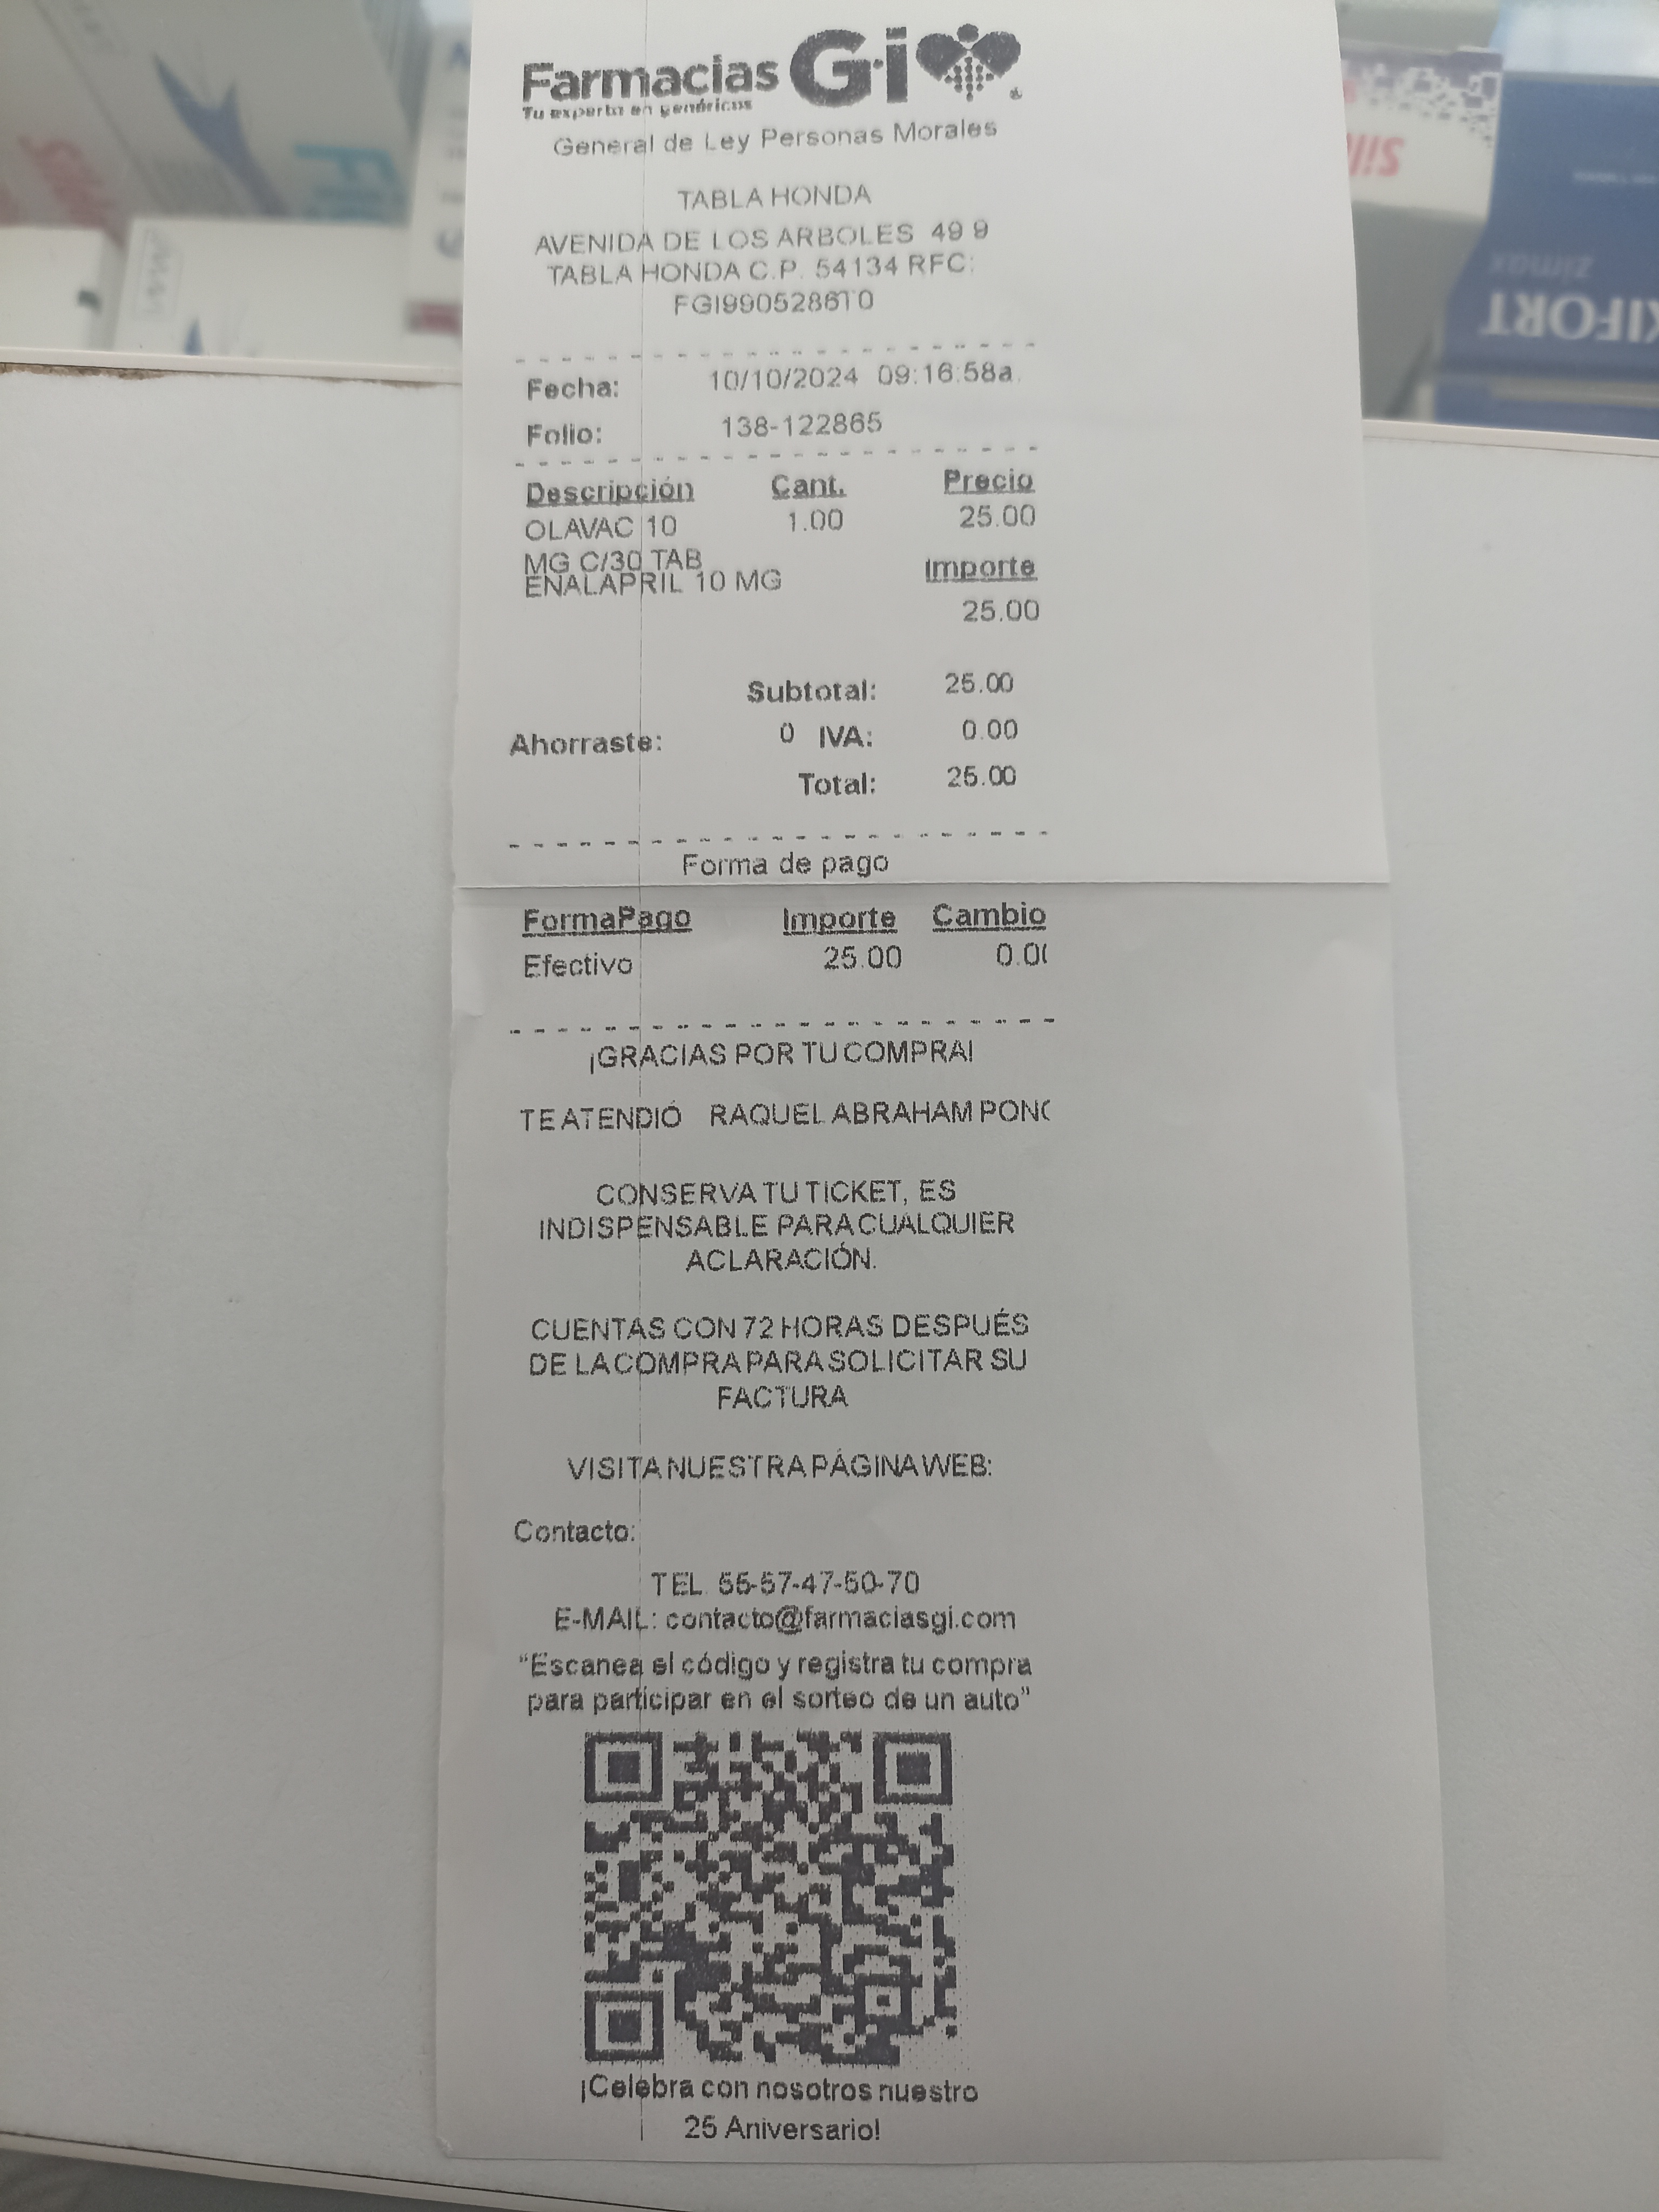 Farmacias Gi
Tu experto en genéricos
General de Ley Personas Morales
TABLA HONDA
AVENIDA DE LOS ARBOLES 49 9
TABLA HONDA C.P. 54134 RFC:
FGI9905286T0
Fecha: 10/10/2024 09:16:58a.
Folio: 138-122865
Descripción Cant. Precio
OLAVAC 10 1.00 25.00
MG C/30 TAB
ENALAPRIL 10 MG Importe
25.00
Subtotal: 25.00
Ahorraste: 0 IVA: 0.00
Total: 25.00
Forma de pago
FormaPago Importe Cambio
Efectivo 25.00 0.0
¡GRACIAS POR TU COMPRA!
TE ATENDIÓ RAQUEL ABRAHAM PONC
CONSERVA TU TICKET, ES
INDISPENSABLE PARA CUALQUIER
ACLARACIÓN.
CUENTAS CON 72 HORAS DESPUÉS
DE LA COMPRA PARA SOLICITAR SU
FACTURA
VISITA NUESTRA PÁGINA WEB:
Contacto:
TEL. 55-57-47-50-70
E-MAIL: contacto@farmaciasgi.com
“Escanea el código y registra tu compra
para participar en el sorteo de un auto”
¡Celebra con nosotros nuestro
25 Aniversario!
XIFORT
zimax